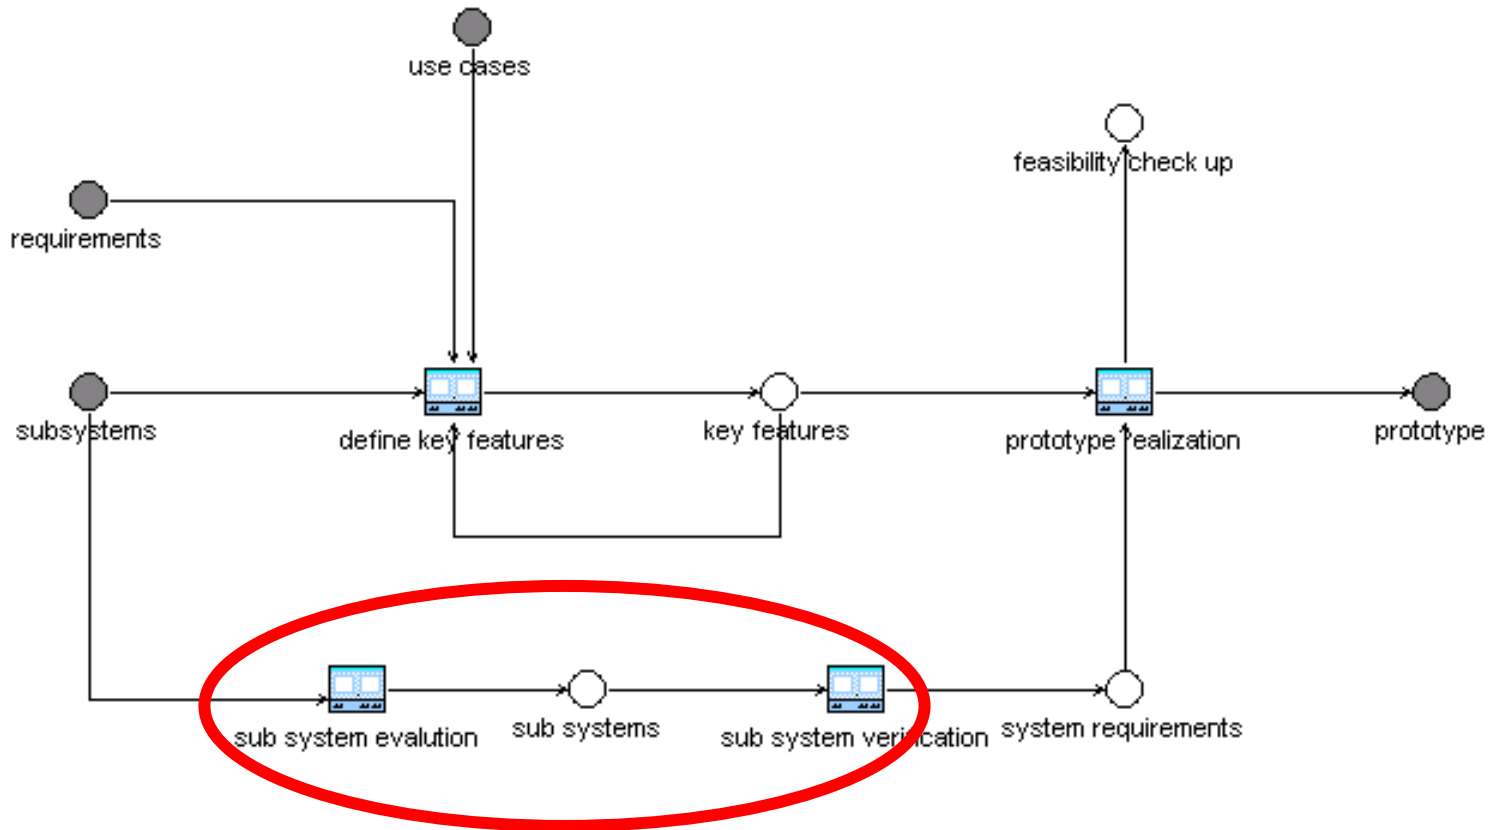 use cases
feasibility check up
requirements
subsystems
define key features
key features
prototype realization
prototype
sub system evalution
sub systems
sub system verification
system requirements